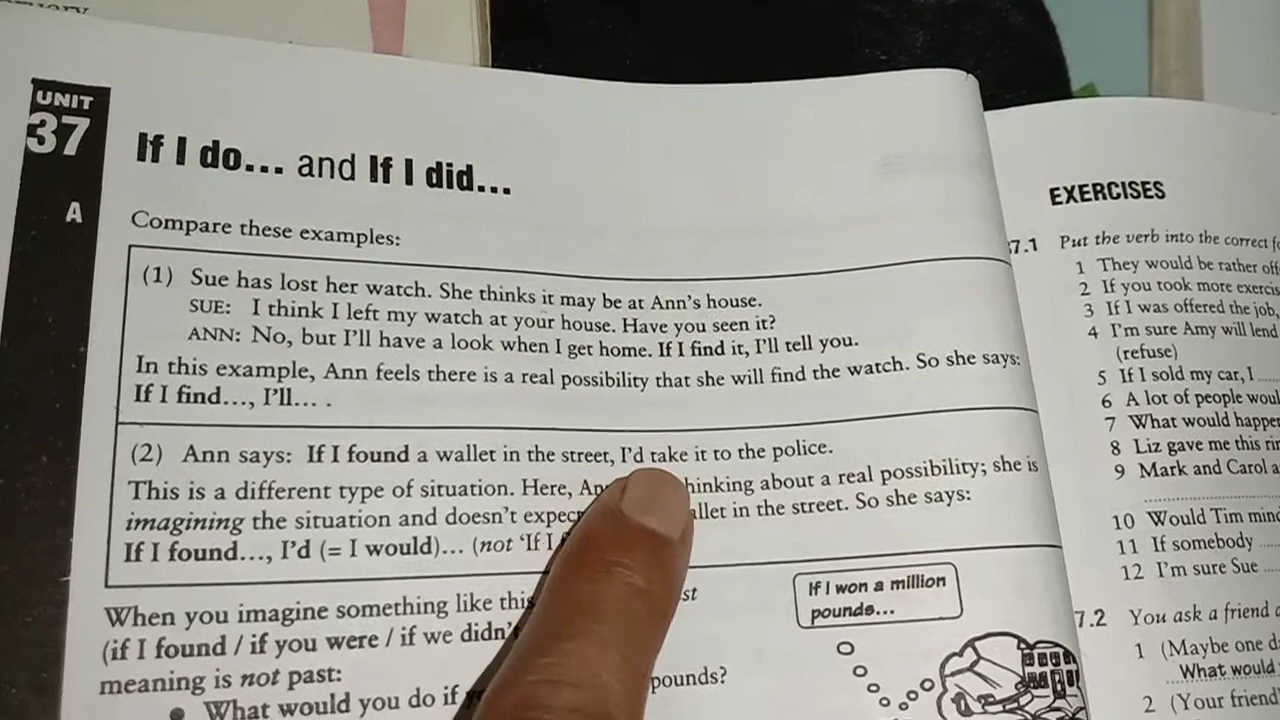 UNIT
37
If I do... and If I did...
A
Compare these examples:
(1) Sue has lost her watch. She thinks it may be at Ann's house.
SUE: I think I left my watch at your house. Have you seen it?
ANN: No, but I'll have a look when I get home. If I find it, I'll tell you.
In this example, Ann feels there is a real possibility that she will find the watch. So she says:
If I find..., I'll... .
(2) Ann says: If I found a wallet in the street, I'd take it to the police.
This is a different type of situation. Here, hinking about a real possibility; she is
imagining the situation and doesn't in the street. So she says:
If I found..., I'd (= I would)... (not 'If I
When you imagine something like this
(if I found / if you were / if we didn't
meaning is not past:
• What would you do if pounds?
If I won a million
pounds...
EXERCISES
37.1 Put the verb into the correct
1 They would be rather
2 If you took more
3 If I was offered the job,
4 I'm sure Amy will lend
(refuse)
5 If I sold my car, I ......
6 A lot of people
7 What would
8 Liz gave me this
9 Mark and Carol
10 Would Tim
11 If somebody ......
12 I'm sure Sue ....
7.2 You ask a friend
1 (Maybe one
What would
2 (Your friend